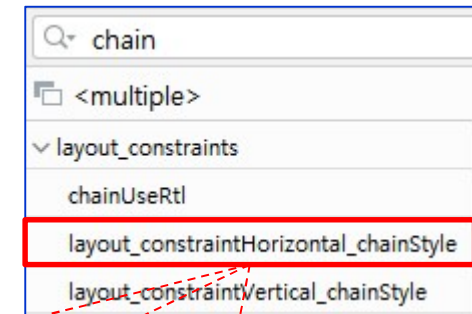 chain
<multiple>
layout_constraints
chainUseRtl
layout_constraintHorizontal_chainStyle
layout_constraintVertical_chainStyle